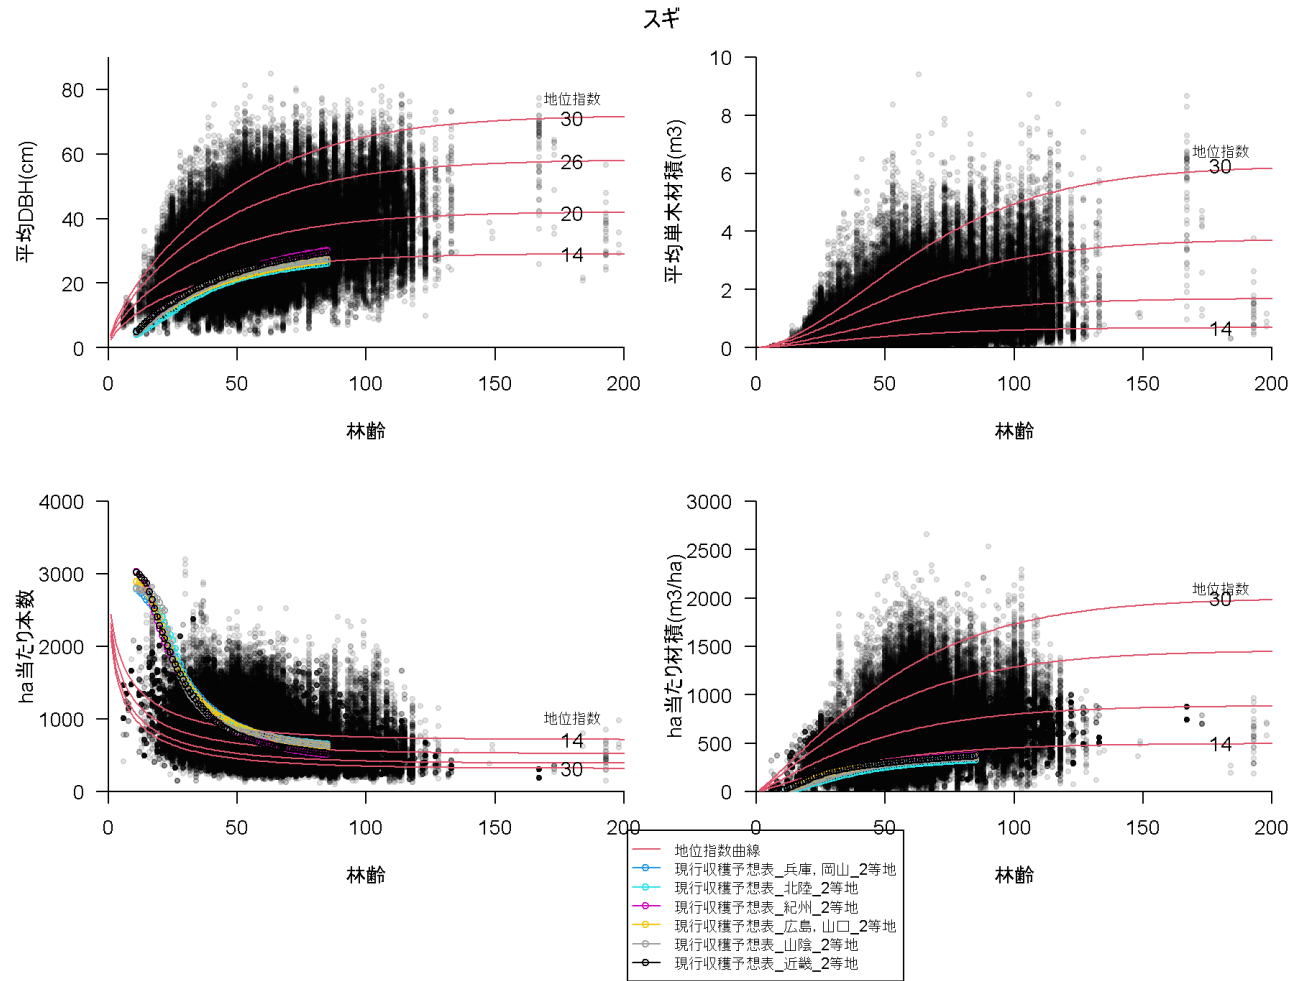 スギ
平均DBH(cm)
80
60
40
20
0
0 50 100 150 200
林齢
地位指数
30
26
20
14
平均単木材積(m3)
10
8
6
4
2
0
0 50 100 150 200
林齢
地位指数
30
14
ha当たり本数
4000
3000
2000
1000
0
0 50 100 150 200
林齢
地位指数
14
30
ha当たり材積(m3/ha)
3000
2500
2000
1500
1000
500
0
0 50 100 150 200
林齢
地位指数
30
14
地位指数曲線
現行収穫予想表_兵庫, 岡山_2等地
現行収穫予想表_北陸_2等地
現行収穫予想表_紀州_2等地
現行収穫予想表_広島, 山口_2等地
現行収穫予想表_山陰_2等地
現行収穫予想表_近畿_2等地